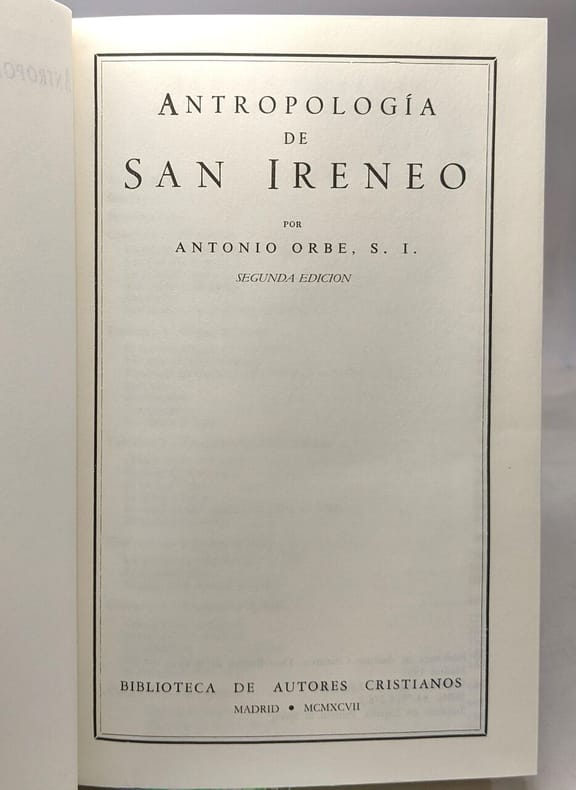 ANTROPOLOGÍA
DE
SAN IRENEO
POR
ANTONIO ORBE, S. I.
SEGUNDA EDICION
BIBLIOTECA DE AUTORES CRISTIANOS
MADRID • MCMXCVII